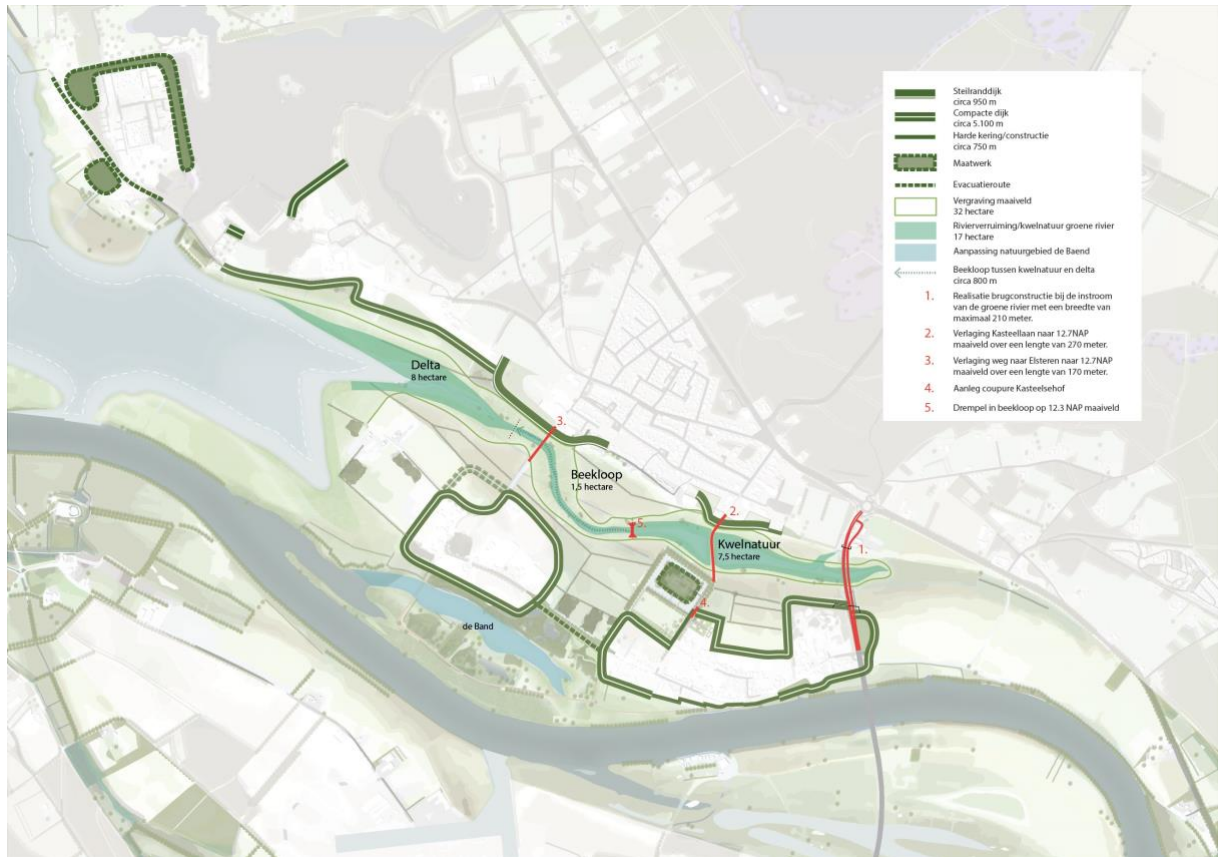 Steilranddijk
circa 950 m
Compacte dijk
circa 5.100 m
Harde kering/constructie
circa 750 m
Maatwerk
Evacuatieroute
Vergraving maaiveld
32 hectare
Rivierverruiming/kwelnatuur groene rivier
17 hectare
Aanpassing natuurgebied de Baend
Beekloop tussen kwelnatuur en delta
circa 800 m
1. Realisatie brugconstructie bij de instroom
van de groene rivier met een breedte van
maximaal 210 meter.
2. Verlaging Kasteellaan naar 12.7NAP
maaiveld over een lengte van 270 meter.
3. Verlaging weg naar Elsteren naar 12.7NAP
maaiveld over een lengte van 170 meter.
4. Aanleg coupure Kasteelsehof
5. Drempel in beekloop op 12.3 NAP maaiveld
Delta
8 hectare
3.
Beekloop
1,5 hectare
2.
5.
Kwelnatuur
7,5 hectare
1.
4.
de Band